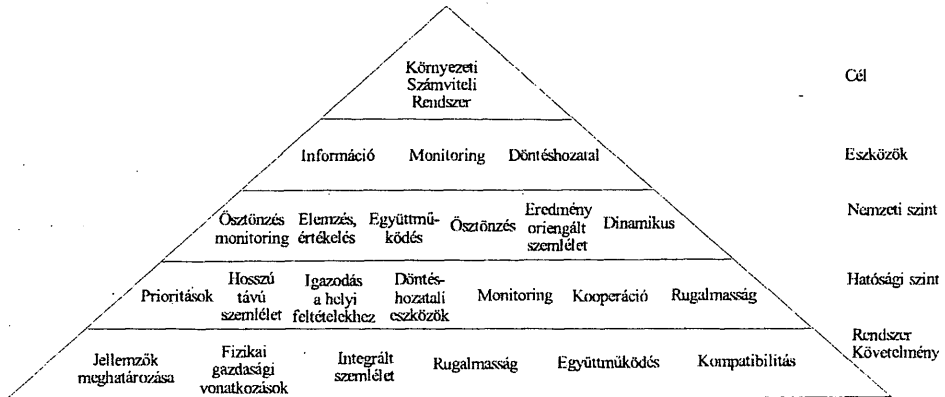 Környezeti
Számviteli
Rendszer
Cél
Információ Monitoring Döntéshozatal
Eszközök
Ösztönzés
monitoring
Elemzés,
értékelés
Együttmű-
ködés
Ösztönzés
Eredmény
oriengált
szemlélet
Dinamikus
Nemzeti szint
Prioritások
Hosszú
távú
szemlélet
Igazodás
a helyi
feltételekhez
Döntés-
hozatali
eszközök
Monitoring
Kooperáció
Rugalmasság
Hatósági szint
Jellemzők
meghatározása
Fizikai
gazdasági
vonatkozások
Integrált
szemlélet
Rugalmasság
Együttműködés
Kompatibilitás
Rendszer
Követelmény